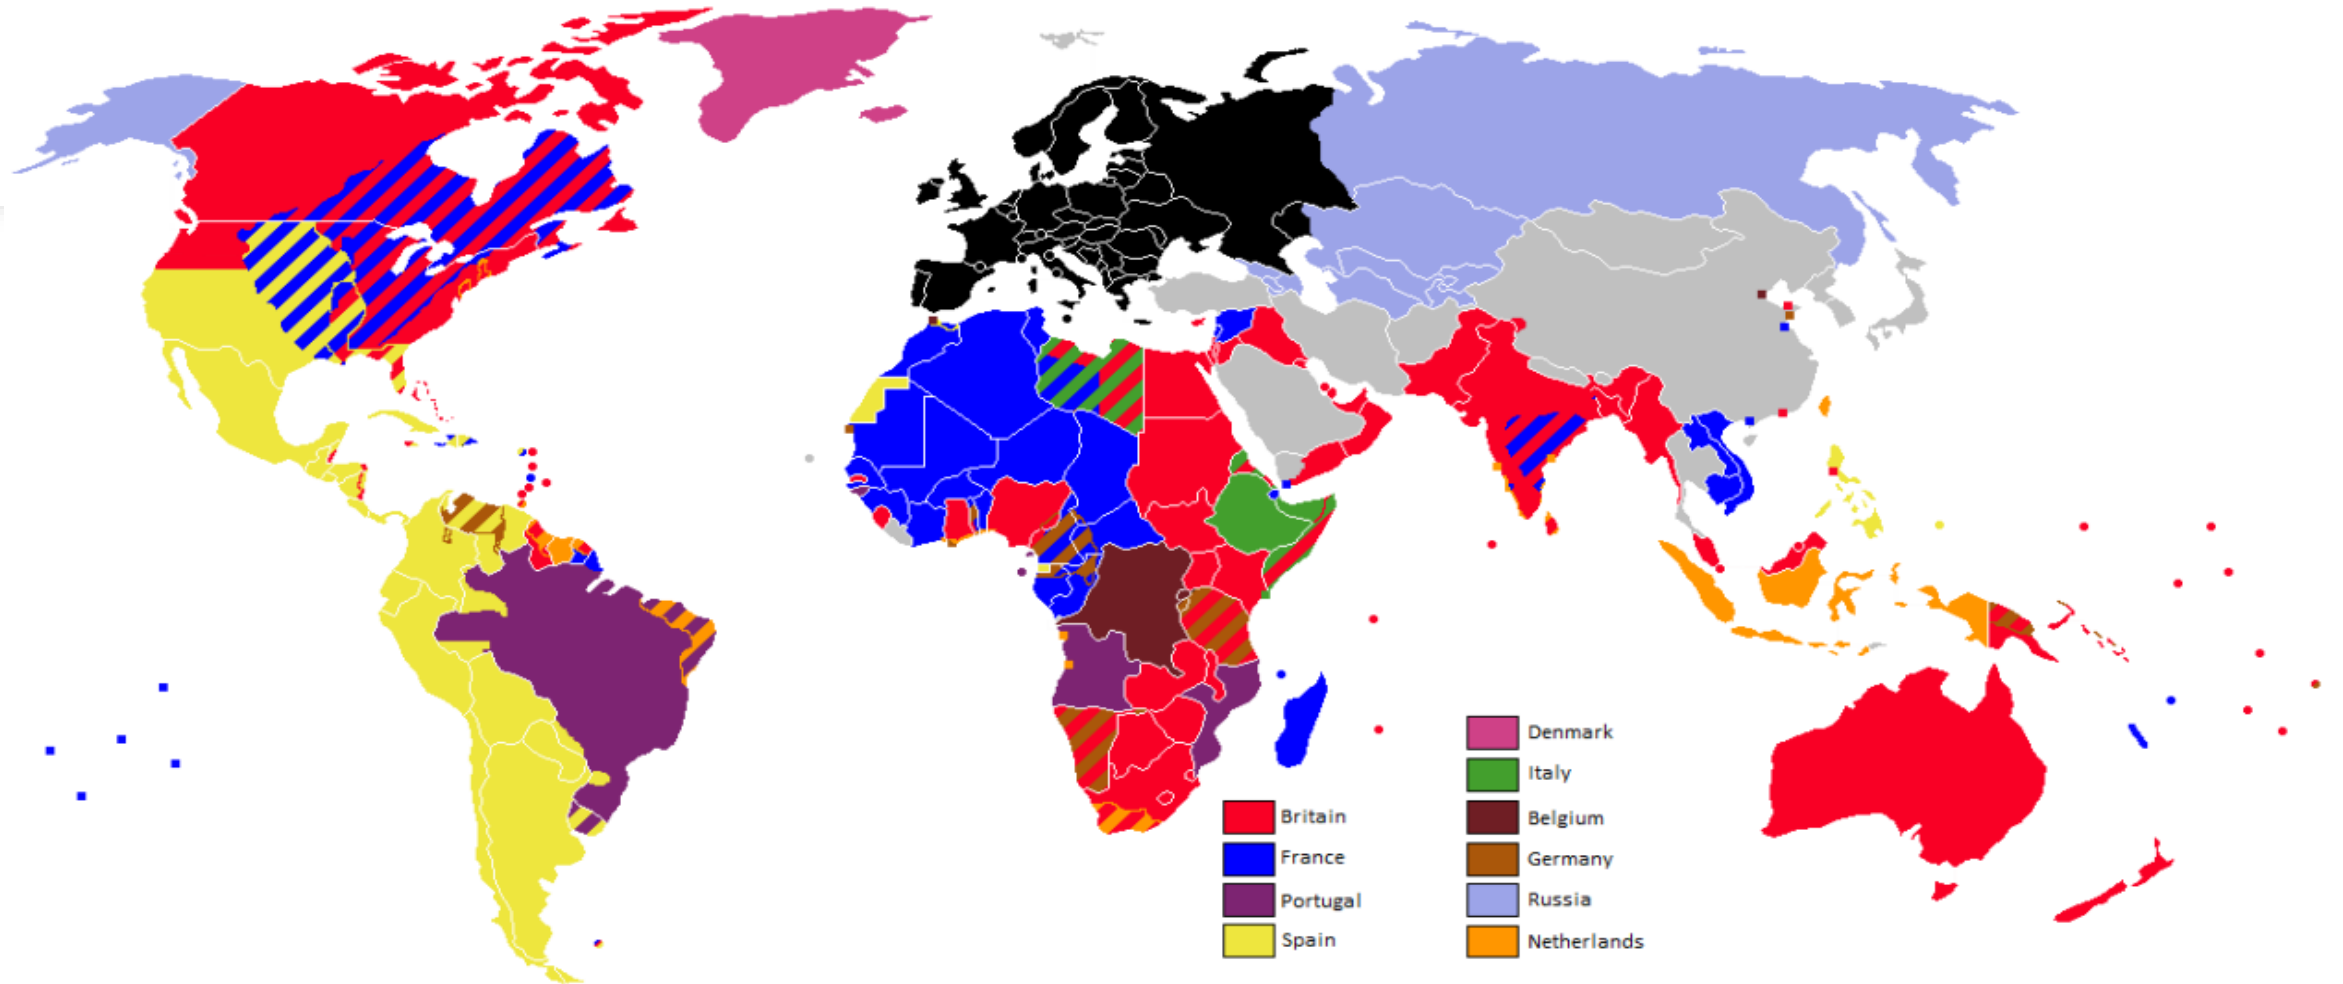 Denmark
Italy
Britain
Belgium
France
Germany
Portugal
Russia
Spain
Netherlands